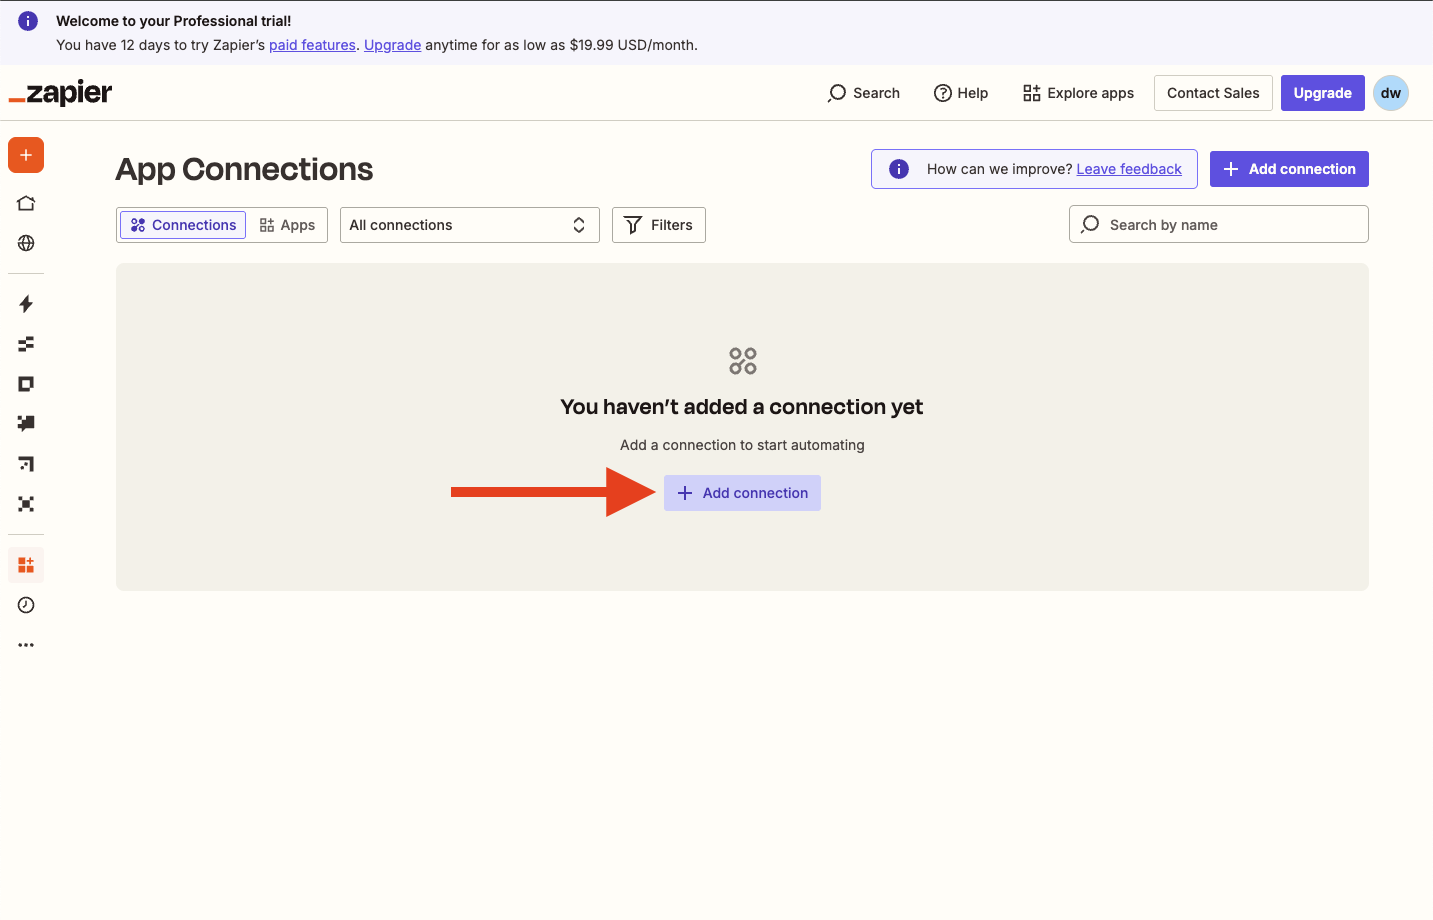 Welcome to your Professional trial!
You have 12 days to try Zapier’s paid features. Upgrade anytime for as low as $19.99 USD/month.
zapier
Search
Help
Explore apps
Contact Sales
Upgrade
dw
App Connections
How can we improve? Leave feedback
Add connection
Connections
Apps
All connections
Filters
Search by name
You haven’t added a connection yet
Add a connection to start automating
Add connection